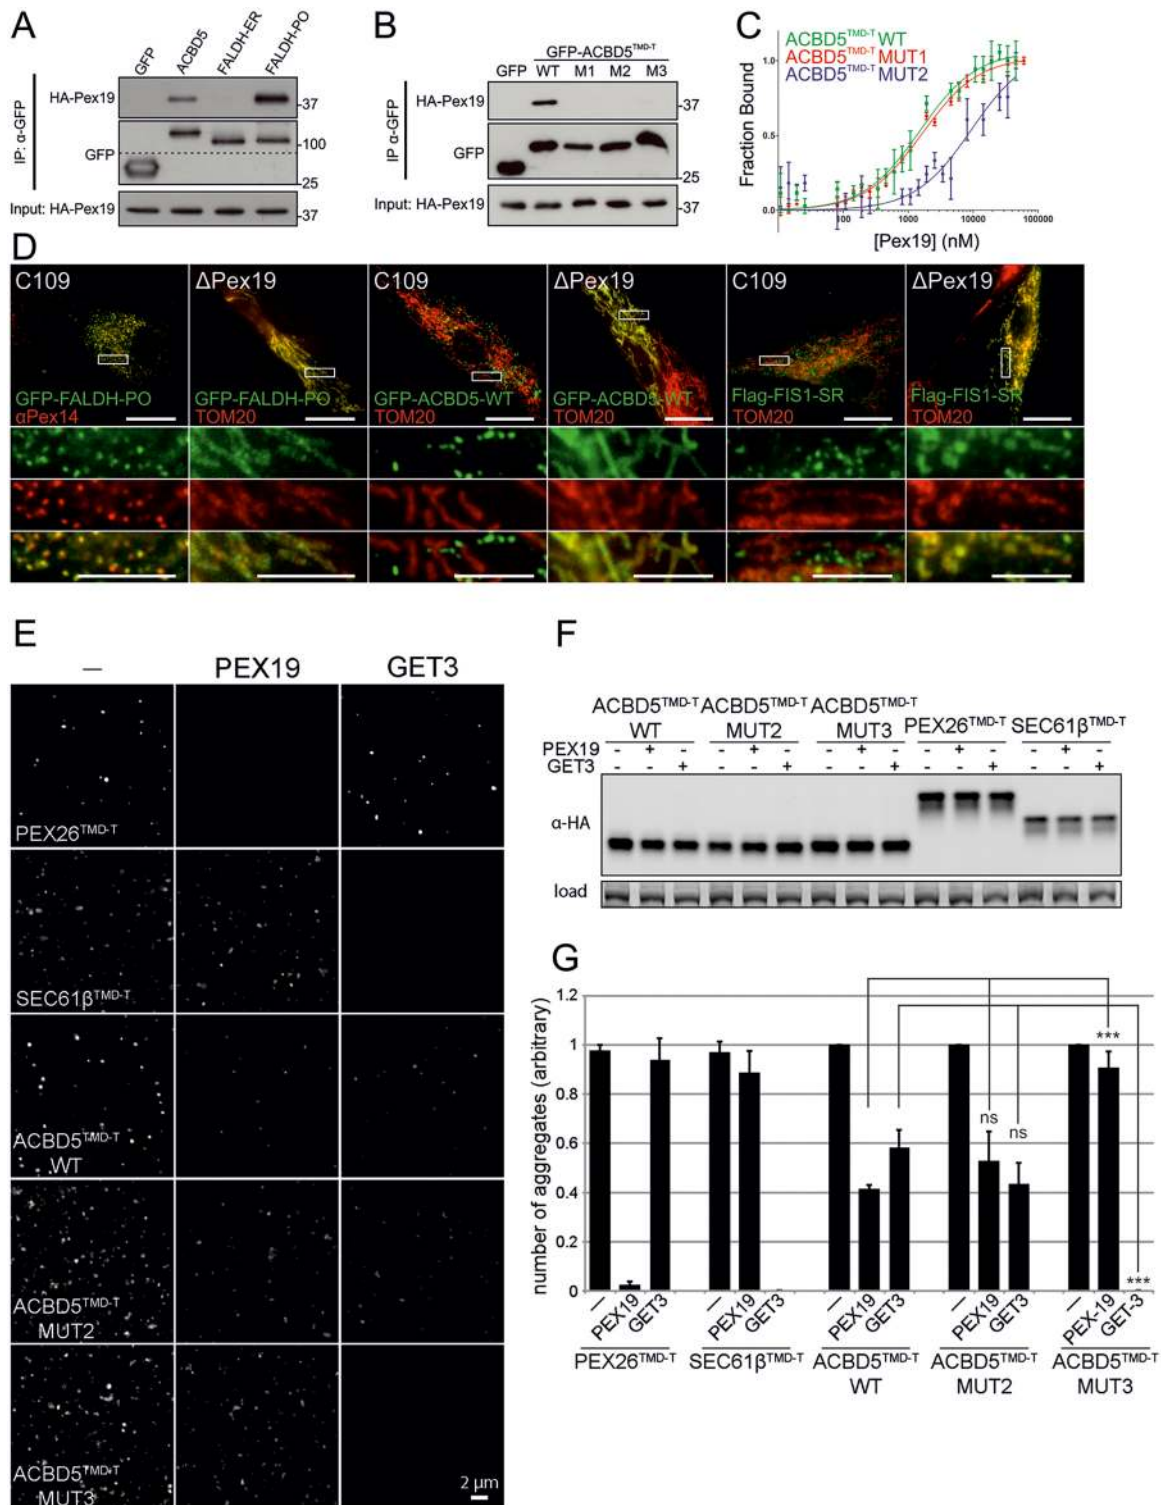 A
GFP
ACBD5
FALDH-ER
FALDH-PO
IP: α-GFP
HA-Pex19
37
GFP
100
25
Input: HA-Pex19
37
B
GFP-ACBD5TMD-T
GFP WT M1 M2 M3
IP α-GFP
HA-Pex19
37
GFP
25
Input: HA-Pex19
37
C
ACBD5TMD-T WT
ACBD5TMD-T MUT1
ACBD5TMD-T MUT2
Fraction Bound
1.0
0.5
0.0
100 1000 10000 100000
[Pex19] (nM)
D
C109
GFP-FALDH-PO
αPex14
ΔPex19
GFP-FALDH-PO
TOM20
C109
GFP-ACBD5-WT
TOM20
ΔPex19
GFP-ACBD5-WT
TOM20
C109
Flag-FIS1-SR
TOM20
ΔPex19
Flag-FIS1-SR
TOM20
E
— PEX19 GET3
PEX26TMD-T
SEC61βTMD-T
ACBD5TMD-T
WT
ACBD5TMD-T
MUT2
ACBD5TMD-T
MUT3
2 μm
F
ACBD5TMD-T WT
ACBD5TMD-T MUT2
ACBD5TMD-T MUT3
PEX26TMD-T
SEC61βTMD-T
PEX19 - + - - + - - + - - + - - + -
GET3 - - + - - + - - + - - + - - +
α-HA
load
G
number of aggregates (arbitrary)
1.2
1
0.8
0.6
0.4
0.2
0
ns
ns
***
***
— PEX19 GET3
— PEX19 GET3
— PEX19 GET3
— PEX19 GET3
— PEX-19 GET-3
PEX26TMD-T
SEC61βTMD-T
ACBD5TMD-T
WT
ACBD5TMD-T
MUT2
ACBD5TMD-T
MUT3